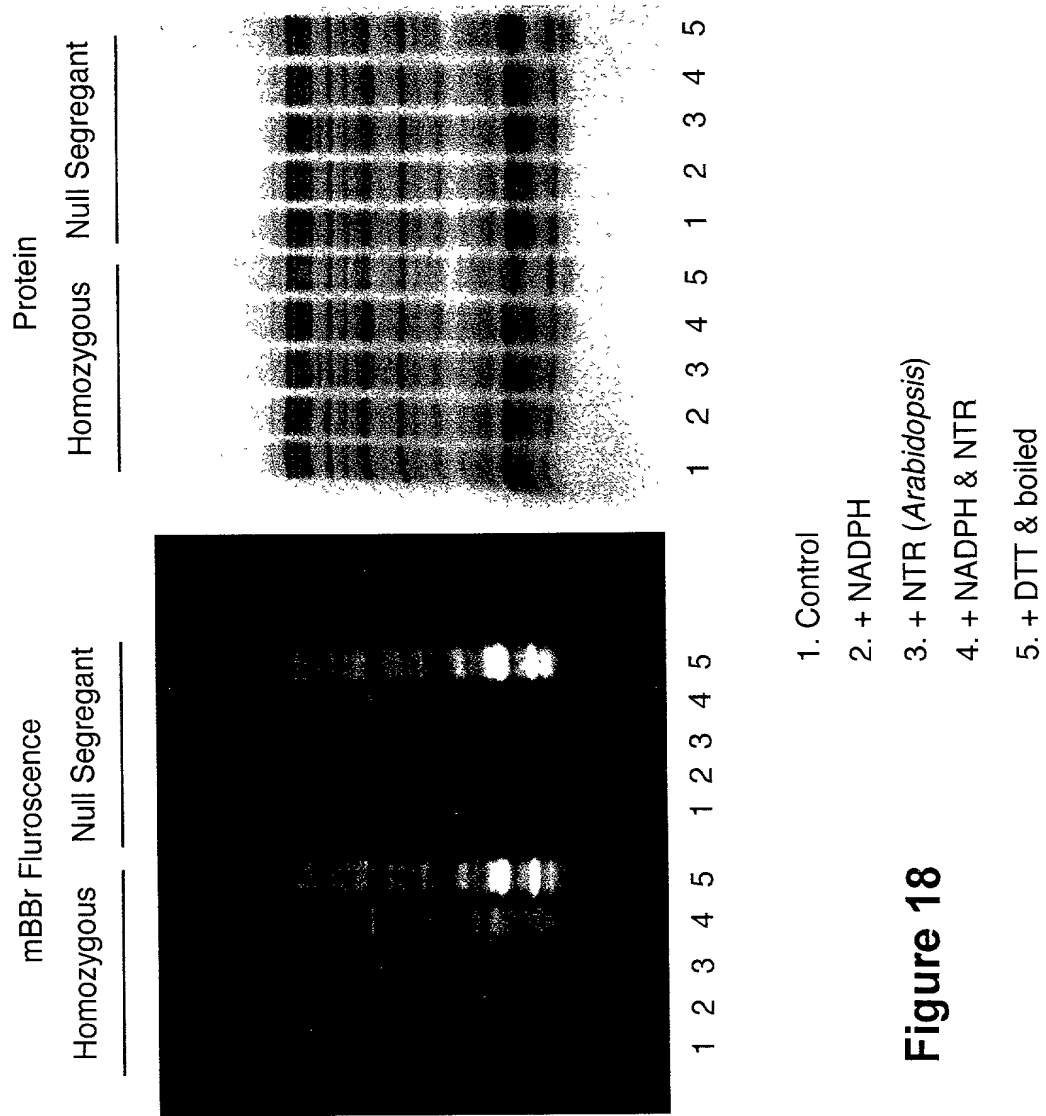 mBBr Fluroscence
Homozygous
Null Segregant
1 2 3 4 5 1 2 3 4 5
Protein
Homozygous
Null Segregant
1 2 3 4 5 1 2 3 4 5
1. Control
2. + NADPH
3. + NTR (Arabidopsis)
4. + NADPH & NTR
5. + DTT & boiled
Figure 18